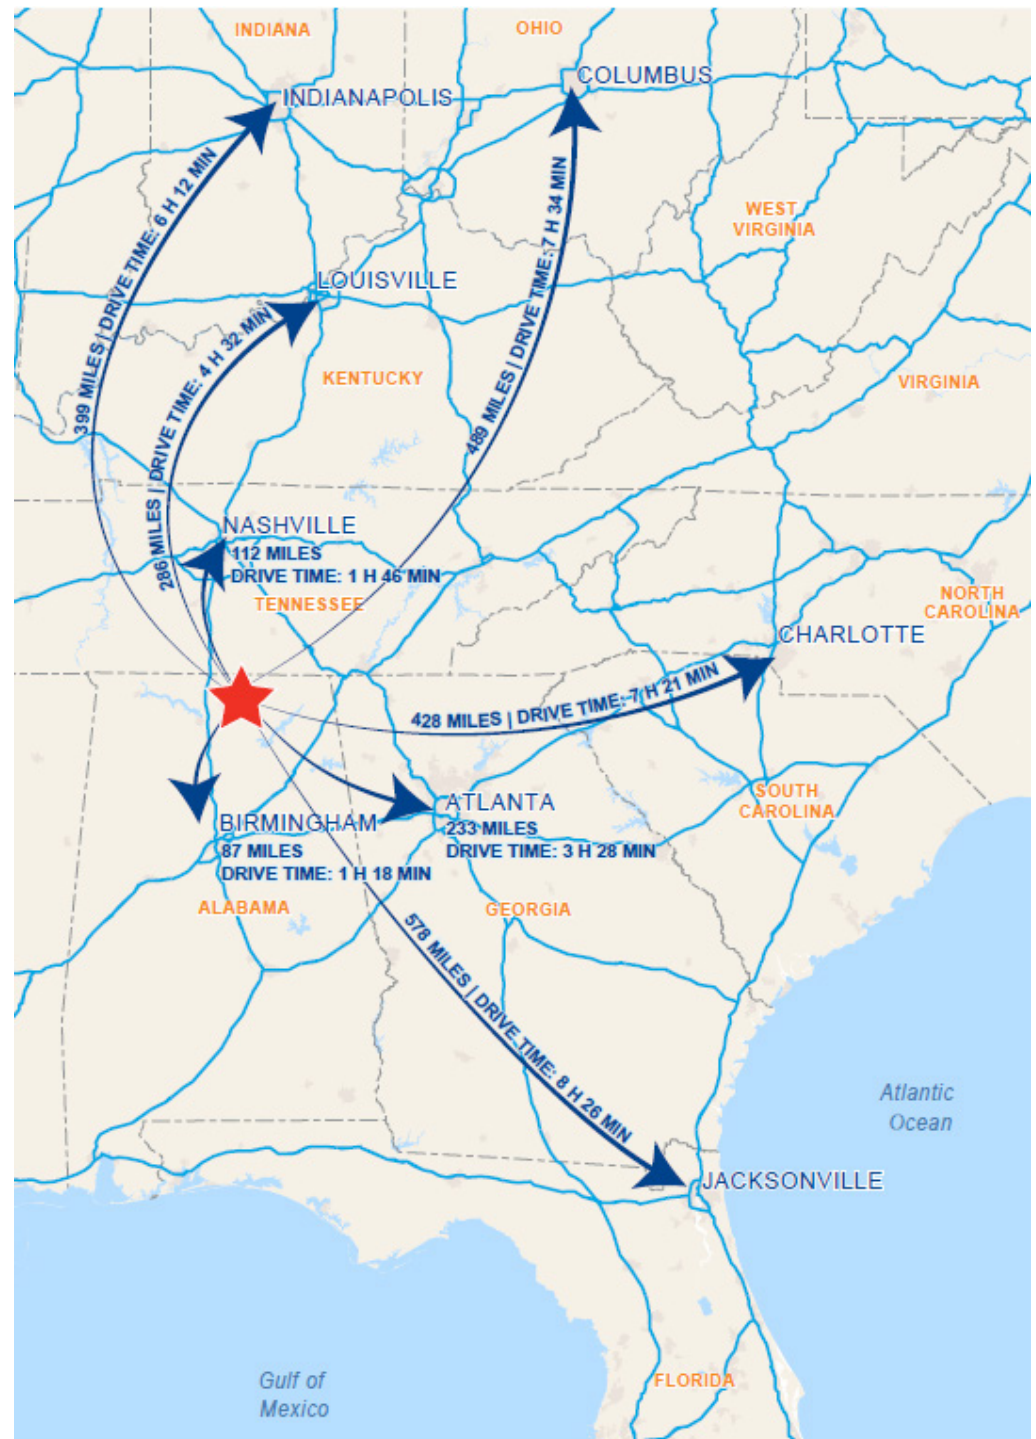 INDIANA
OHIO
COLUMBUS
INDIANAPOLIS
399 MILES | DRIVE TIME: 6 H 12 MIN
489 MILES | DRIVE TIME: 7 H 34 MIN
WEST
VIRGINIA
LOUISVILLE
286 MILES | DRIVE TIME: 4 H 32 MIN
KENTUCKY
VIRGINIA
NASHVILLE
112 MILES
DRIVE TIME: 1 H 46 MIN
TENNESSEE
NORTH
CAROLINA
CHARLOTTE
428 MILES | DRIVE TIME: 7 H 21 MIN
SOUTH
CAROLINA
ATLANTA
233 MILES
DRIVE TIME: 3 H 28 MIN
BIRMINGHAM
87 MILES
DRIVE TIME: 1 H 18 MIN
ALABAMA
GEORGIA
578 MILES | DRIVE TIME: 8 H 26 MIN
Atlantic
Ocean
JACKSONVILLE
FLORIDA
Gulf of
Mexico